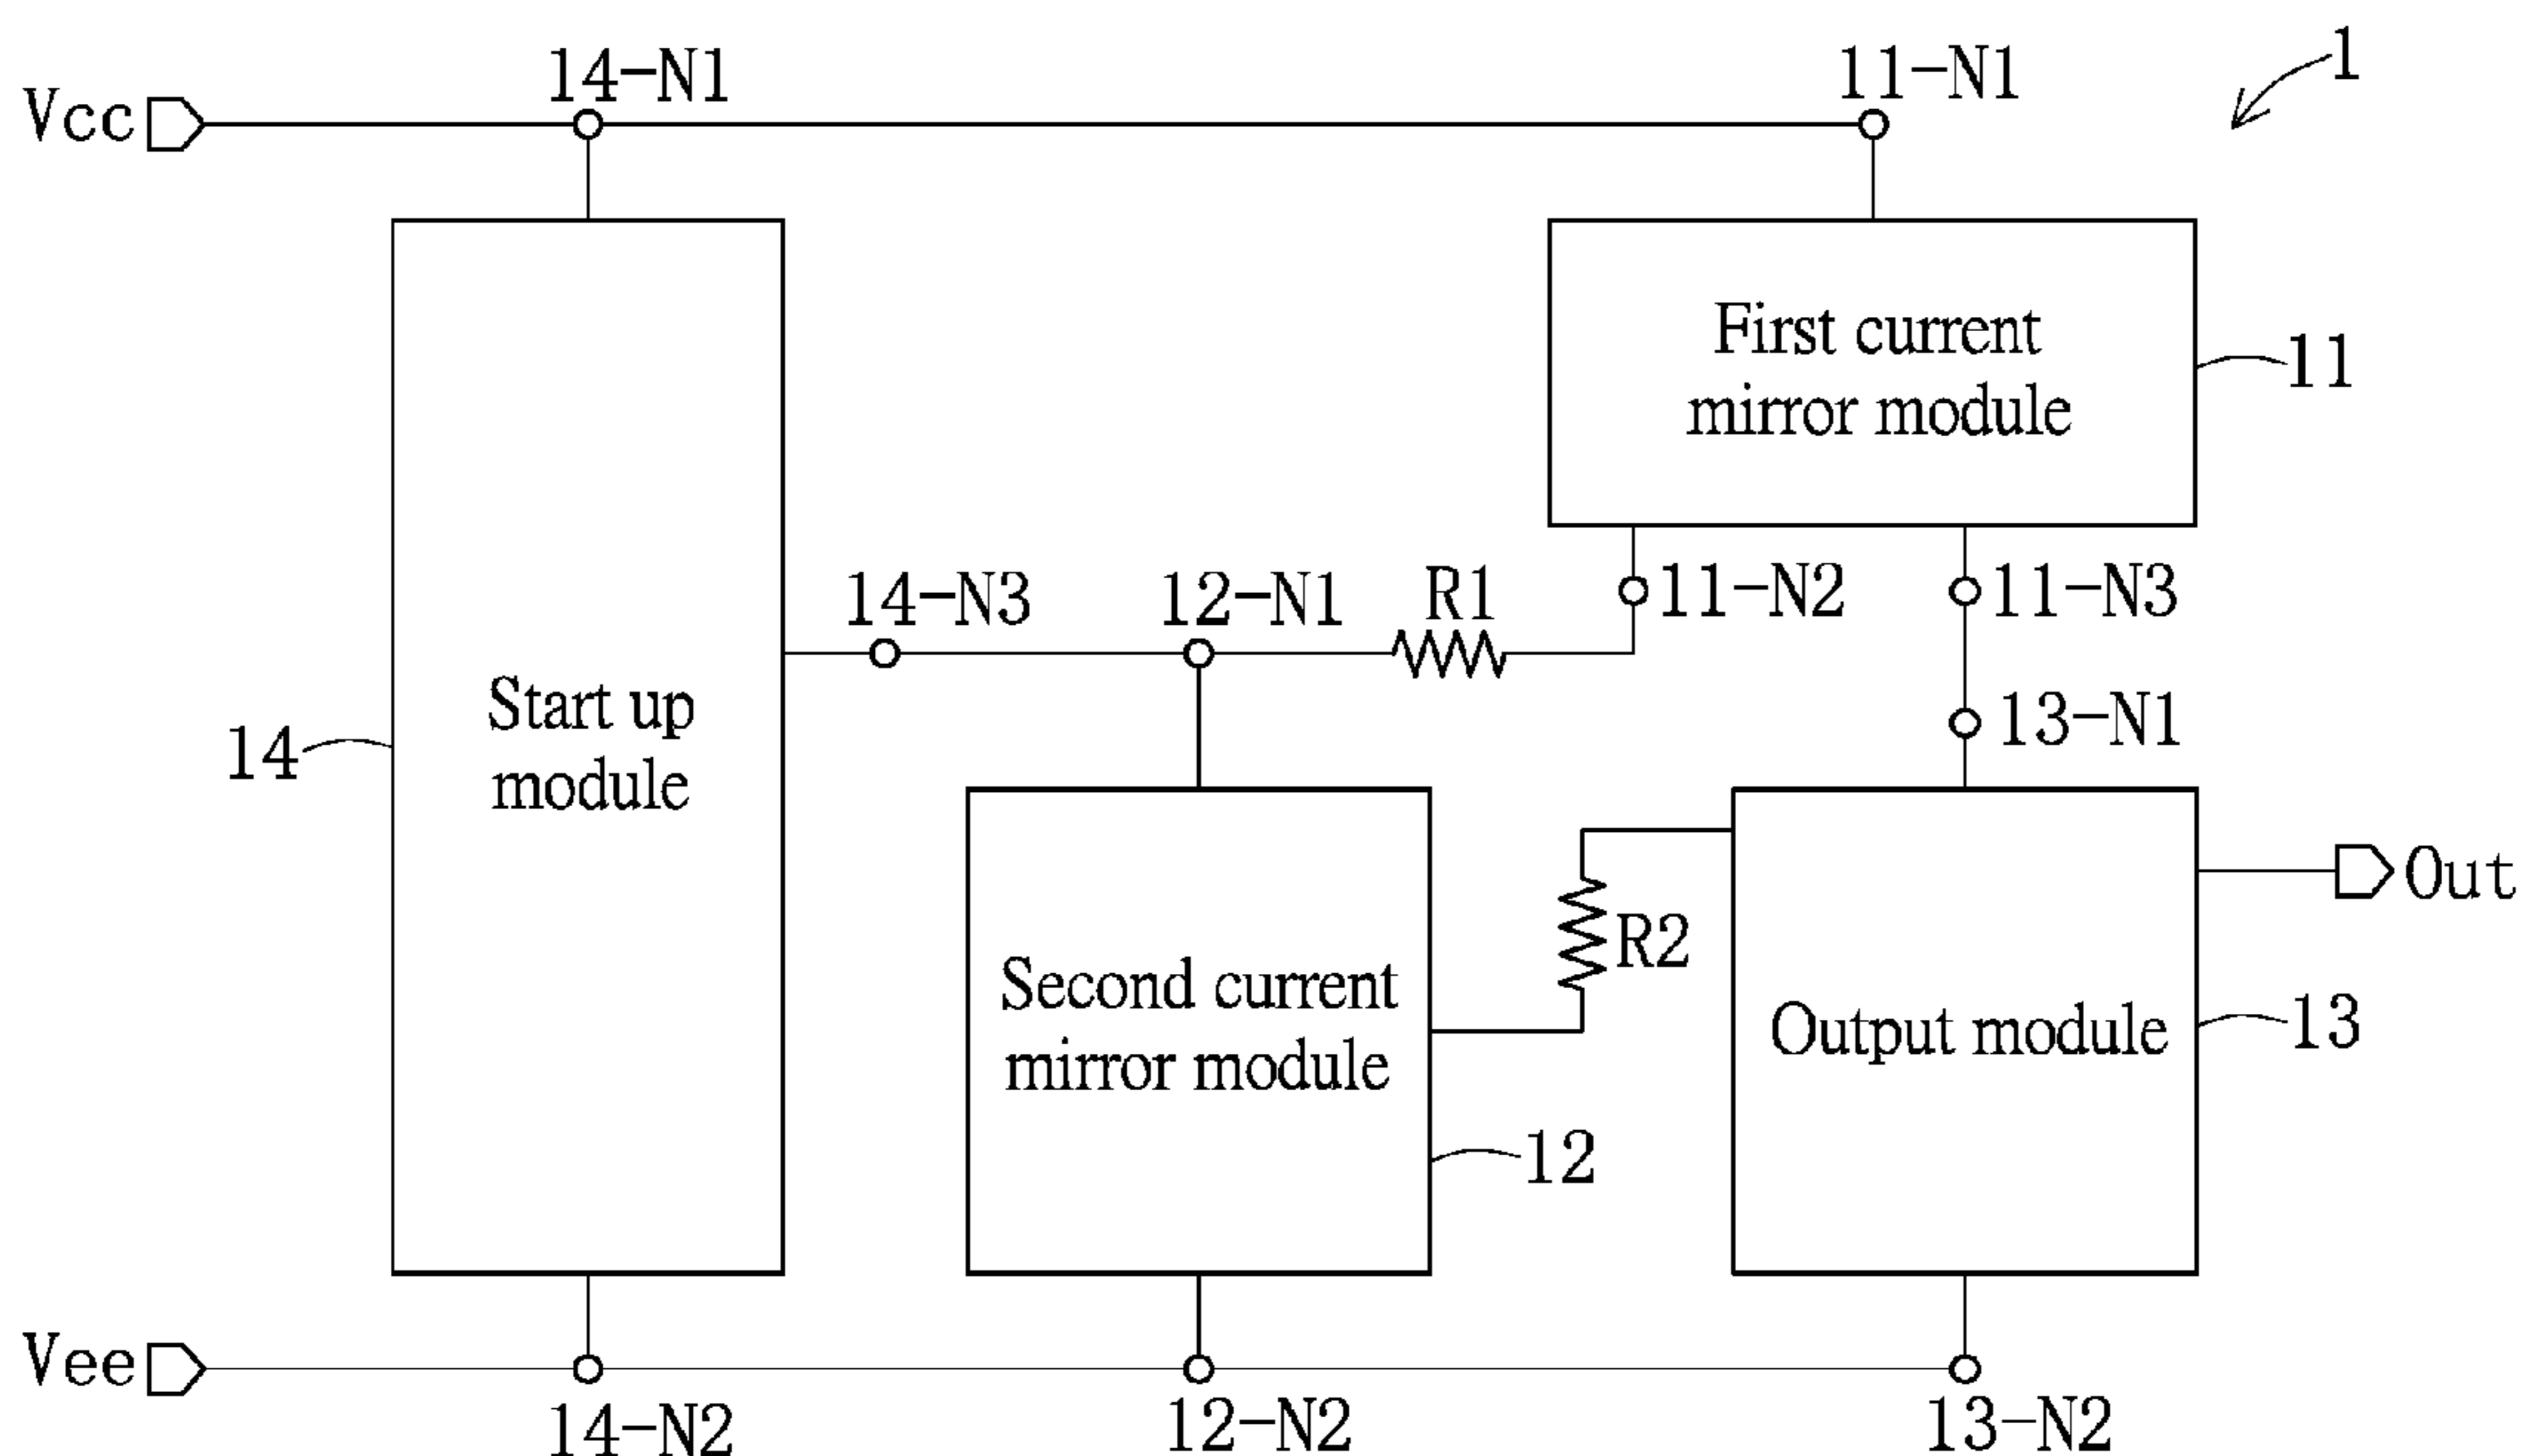 1
14-N1
11-N1
Vcc
First current
mirror module
11
14-N3
12-N1
R1
11-N2
11-N3
13-N1
Start up
module
14
Out
R2
Second current
mirror module
Output module
13
12
Vee
14-N2
12-N2
13-N2